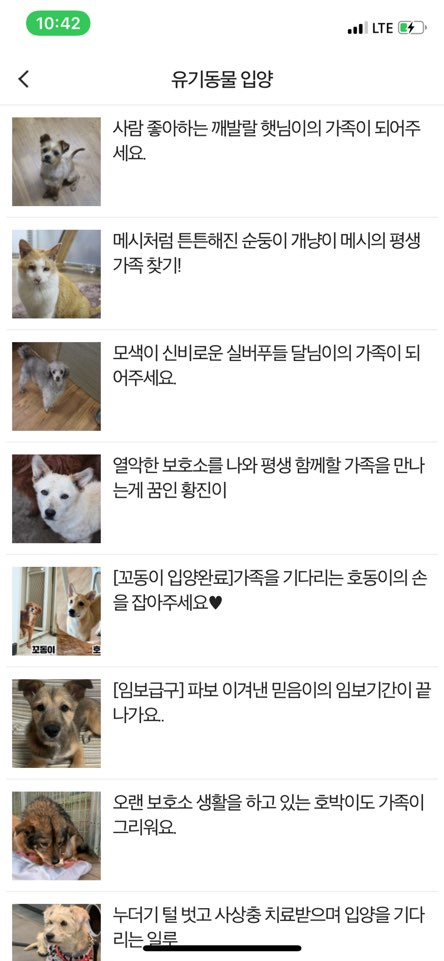 10:42
LTE
유기동물 입양
사람 좋아하는 깨발랄 햇님이의 가족이 되어주
세요.
메시처럼 튼튼해진 순둥이 개냥이 메시의 평생
가족 찾기!
모색이 신비로운 실버푸들 달님이의 가족이 되
어주세요.
열악한 보호소를 나와 평생 함께할 가족을 만나
는게 꿈인 황진이
[꼬동이 입양완료]가족을 기다리는 호동이의 손
을 잡아주세요♥
꼬동이 호
[임보급구] 파보 이겨낸 믿음이의 임보기간이 끝
나가요..
오랜 보호소 생활을 하고 있는 호박이도 가족이
그리워요.
누더기 털 벗고 사상충 치료받으며 입양을 기다
리는 일루